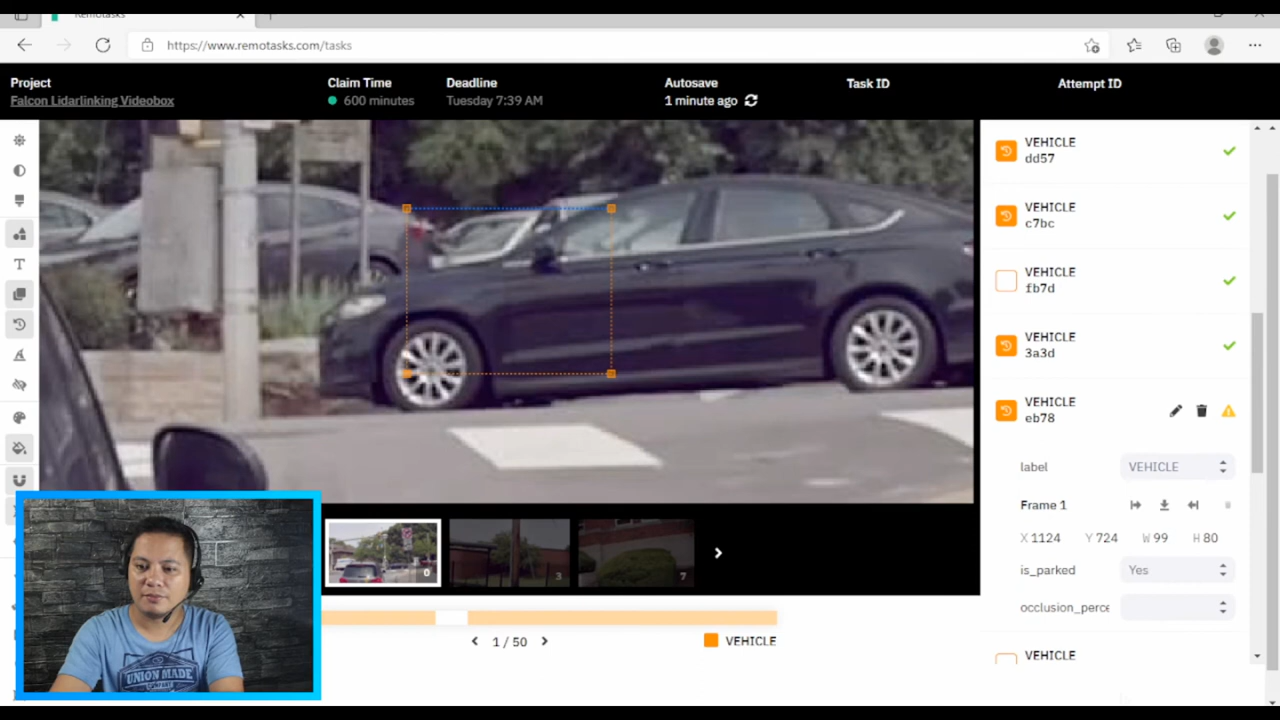 Remotasks
https://www.remotasks.com/tasks
Project
Falcon Lidarlinking Videobox
Claim Time
600 minutes
Deadline
Tuesday 7:39 AM
Autosave
1 minute ago
Task ID
Attempt ID
T
VEHICLE
dd57
VEHICLE
c7bc
VEHICLE
fb7d
VEHICLE
3a3d
VEHICLE
eb78
label
VEHICLE
Frame 1
X 1124 Y 724 W 99 H 80
is_parked
Yes
occlusion_perce
VEHICLE
0
3
7
1 / 50
VEHICLE
UNION MADE
COMPANY